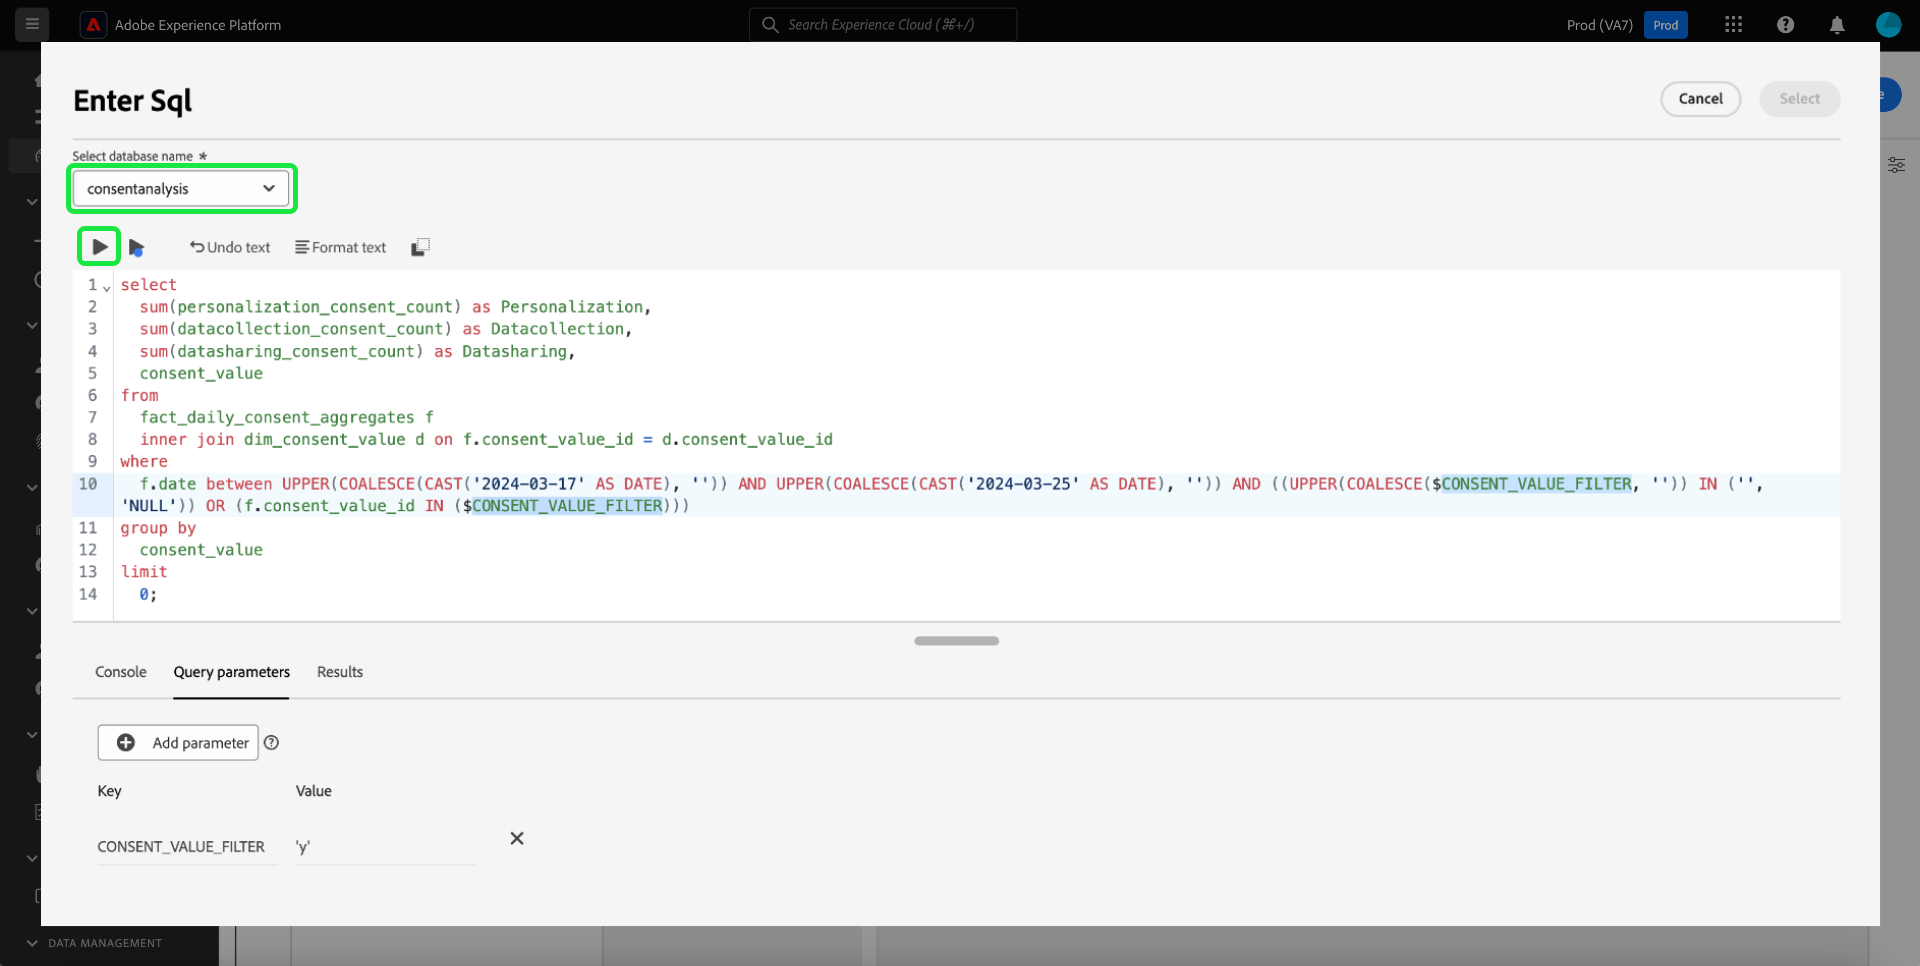 Adobe Experience Platform
Search Experience Cloud (⌘+/)
Prod (VA7)
Prod
Enter Sql
Cancel
Select
Select database name *
consentanalysis
Undo text
Format text
1 select
2 sum(personalization_consent_count) as Personalization,
3 sum(datacollection_consent_count) as Datacollection,
4 sum(datasharing_consent_count) as Datasharing,
5 consent_value
6 from
7 fact_daily_consent_aggregates f
8 inner join dim_consent_value d on f.consent_value_id = d.consent_value_id
9 where
10 f.date between UPPER(COALESCE(CAST('2024-03-17' AS DATE), '')) AND UPPER(COALESCE(CAST('2024-03-25' AS DATE), '')) AND ((UPPER(COALESCE($CONSENT_VALUE_FILTER, '')) IN ('',
'NULL')) OR (f.consent_value_id IN ($CONSENT_VALUE_FILTER)))
11 group by
12 consent_value
13 limit
14 0;
Console
Query parameters
Results
Add parameter
Key
Value
CONSENT_VALUE_FILTER
'y'
DATA MANAGEMENT